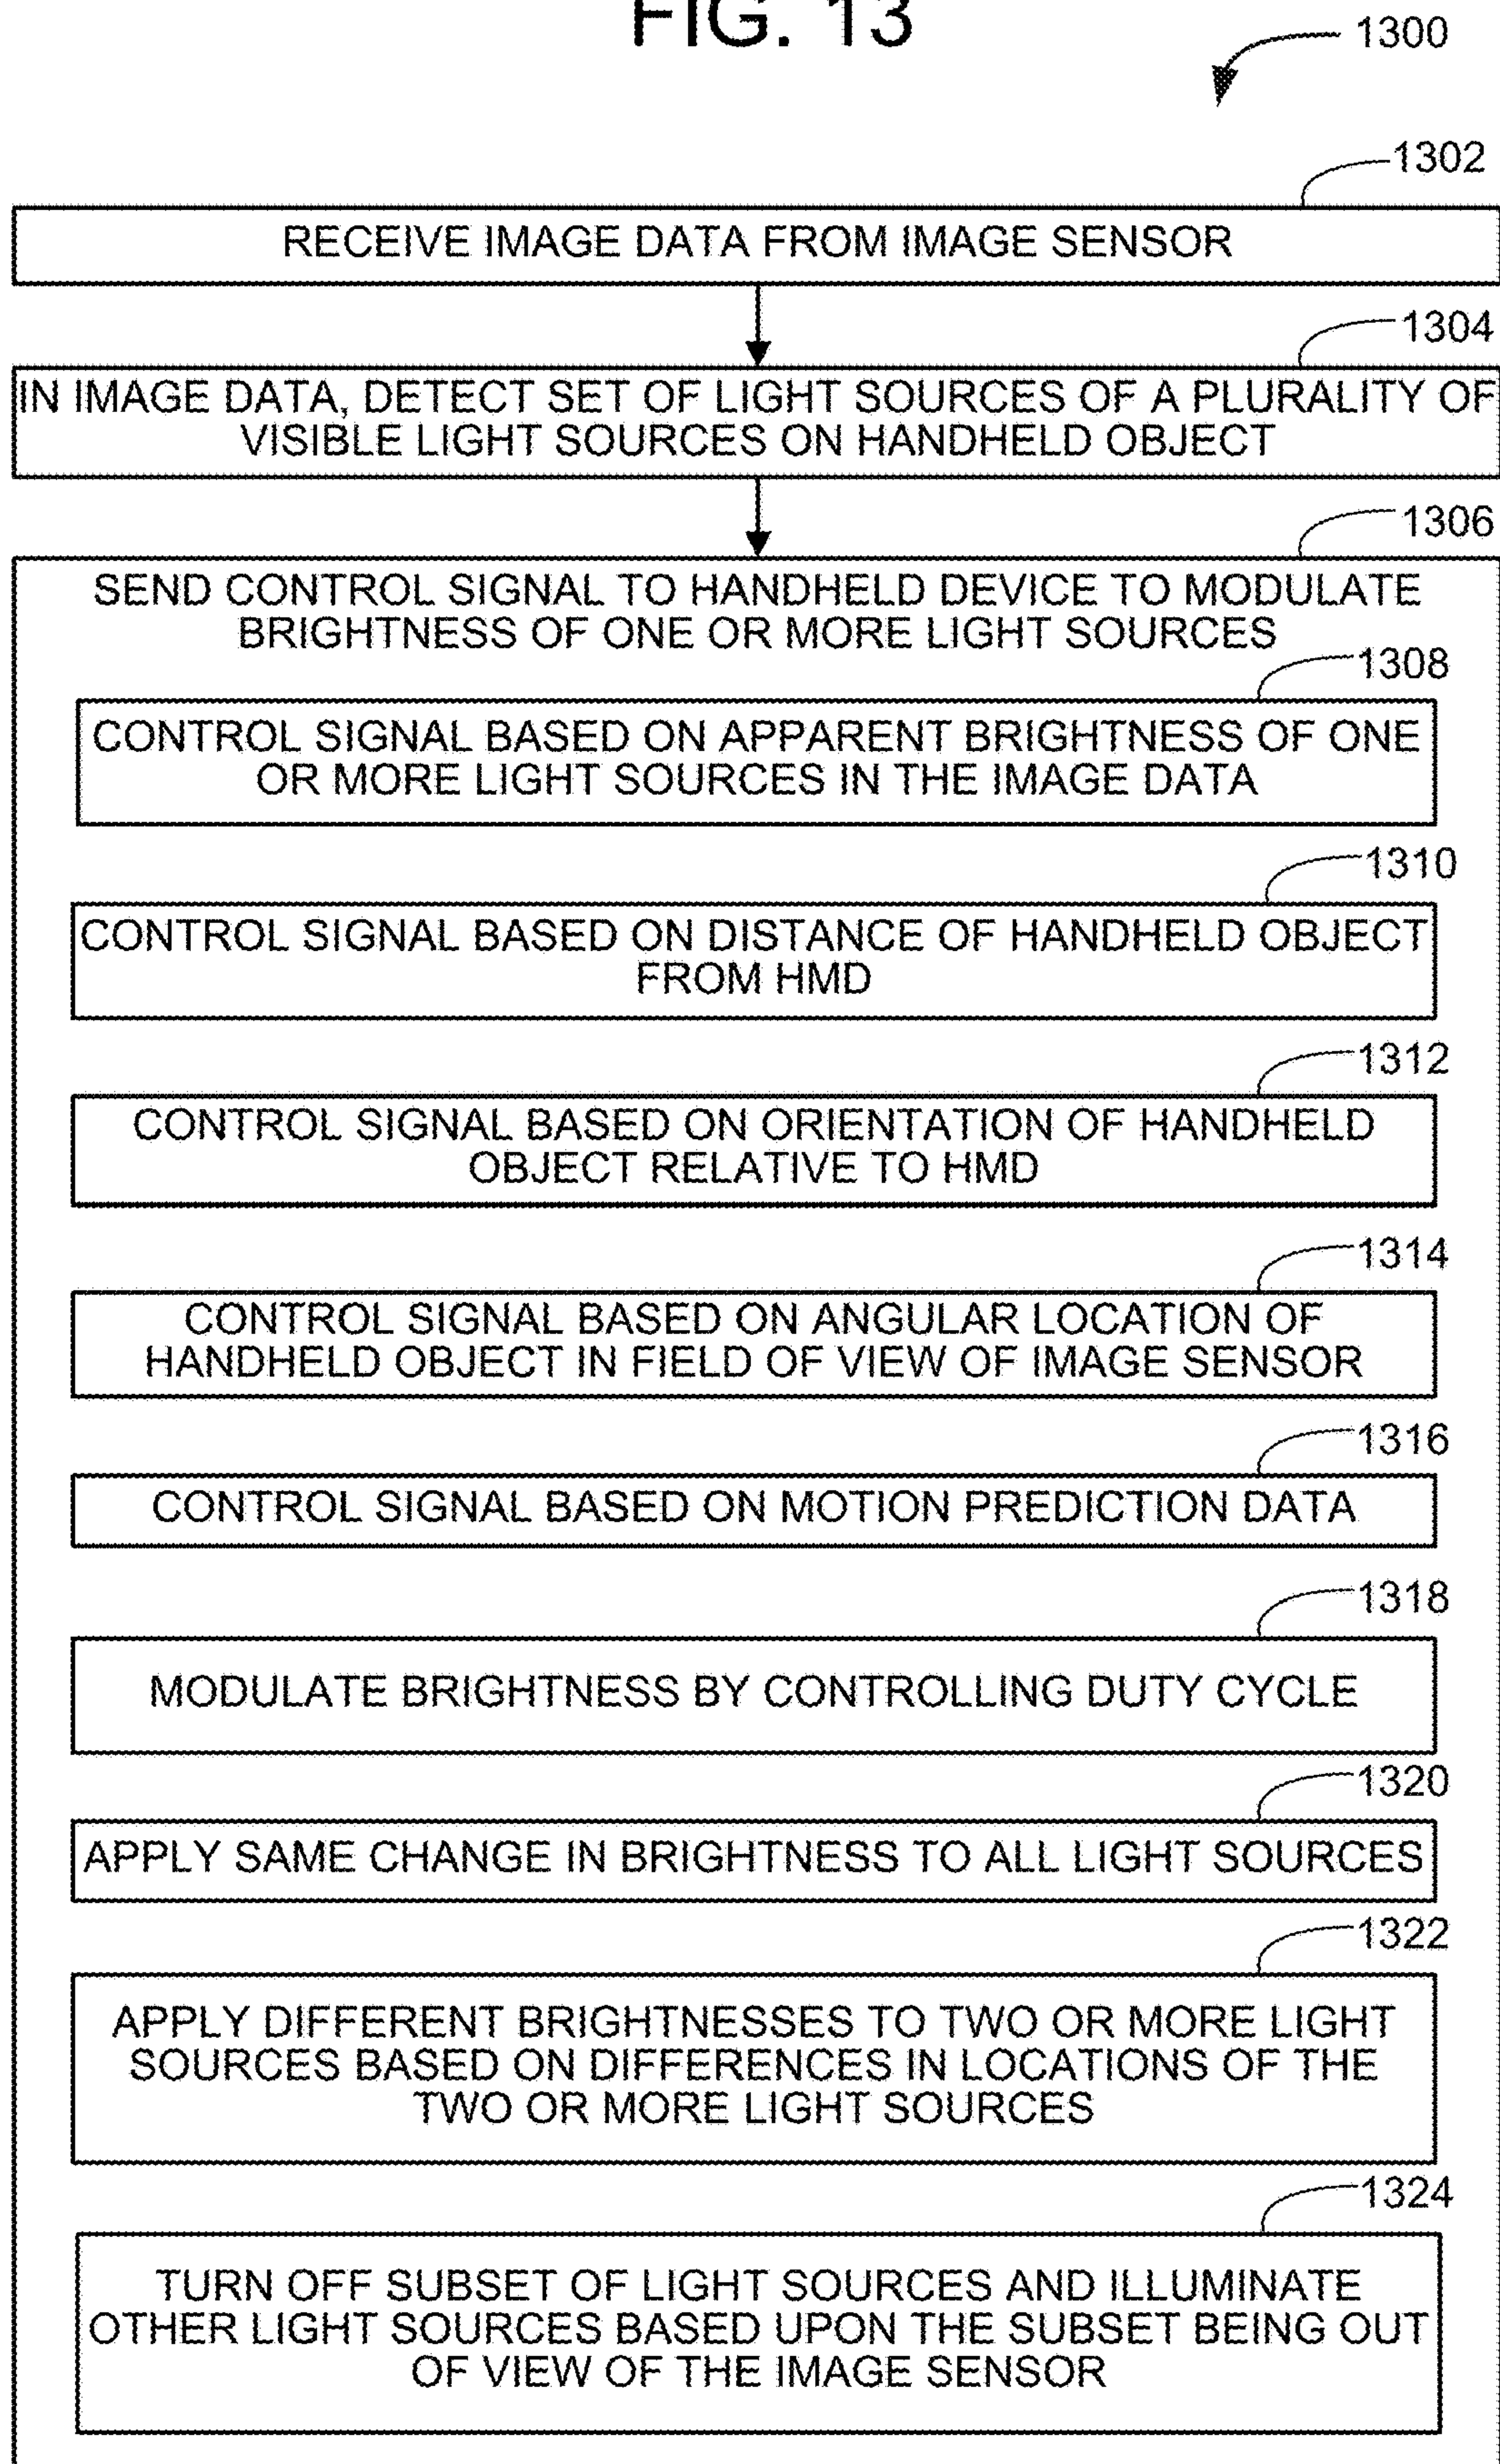 FIG. 13
1300
1302
RECEIVE IMAGE DATA FROM IMAGE SENSOR
1304
IN IMAGE DATA, DETECT SET OF LIGHT SOURCES OF A PLURALITY OF
VISIBLE LIGHT SOURCES ON HANDHELD OBJECT
1306
SEND CONTROL SIGNAL TO HANDHELD DEVICE TO MODULATE
BRIGHTNESS OF ONE OR MORE LIGHT SOURCES
1308
CONTROL SIGNAL BASED ON APPARENT BRIGHTNESS OF ONE
OR MORE LIGHT SOURCES IN THE IMAGE DATA
1310
CONTROL SIGNAL BASED ON DISTANCE OF HANDHELD OBJECT
FROM HMD
1312
CONTROL SIGNAL BASED ON ORIENTATION OF HANDHELD
OBJECT RELATIVE TO HMD
1314
CONTROL SIGNAL BASED ON ANGULAR LOCATION OF
HANDHELD OBJECT IN FIELD OF VIEW OF IMAGE SENSOR
1316
CONTROL SIGNAL BASED ON MOTION PREDICTION DATA
1318
MODULATE BRIGHTNESS BY CONTROLLING DUTY CYCLE
1320
APPLY SAME CHANGE IN BRIGHTNESS TO ALL LIGHT SOURCES
1322
APPLY DIFFERENT BRIGHTNESSES TO TWO OR MORE LIGHT
SOURCES BASED ON DIFFERENCES IN LOCATIONS OF THE
TWO OR MORE LIGHT SOURCES
1324
TURN OFF SUBSET OF LIGHT SOURCES AND ILLUMINATE
OTHER LIGHT SOURCES BASED UPON THE SUBSET BEING OUT
OF VIEW OF THE IMAGE SENSOR